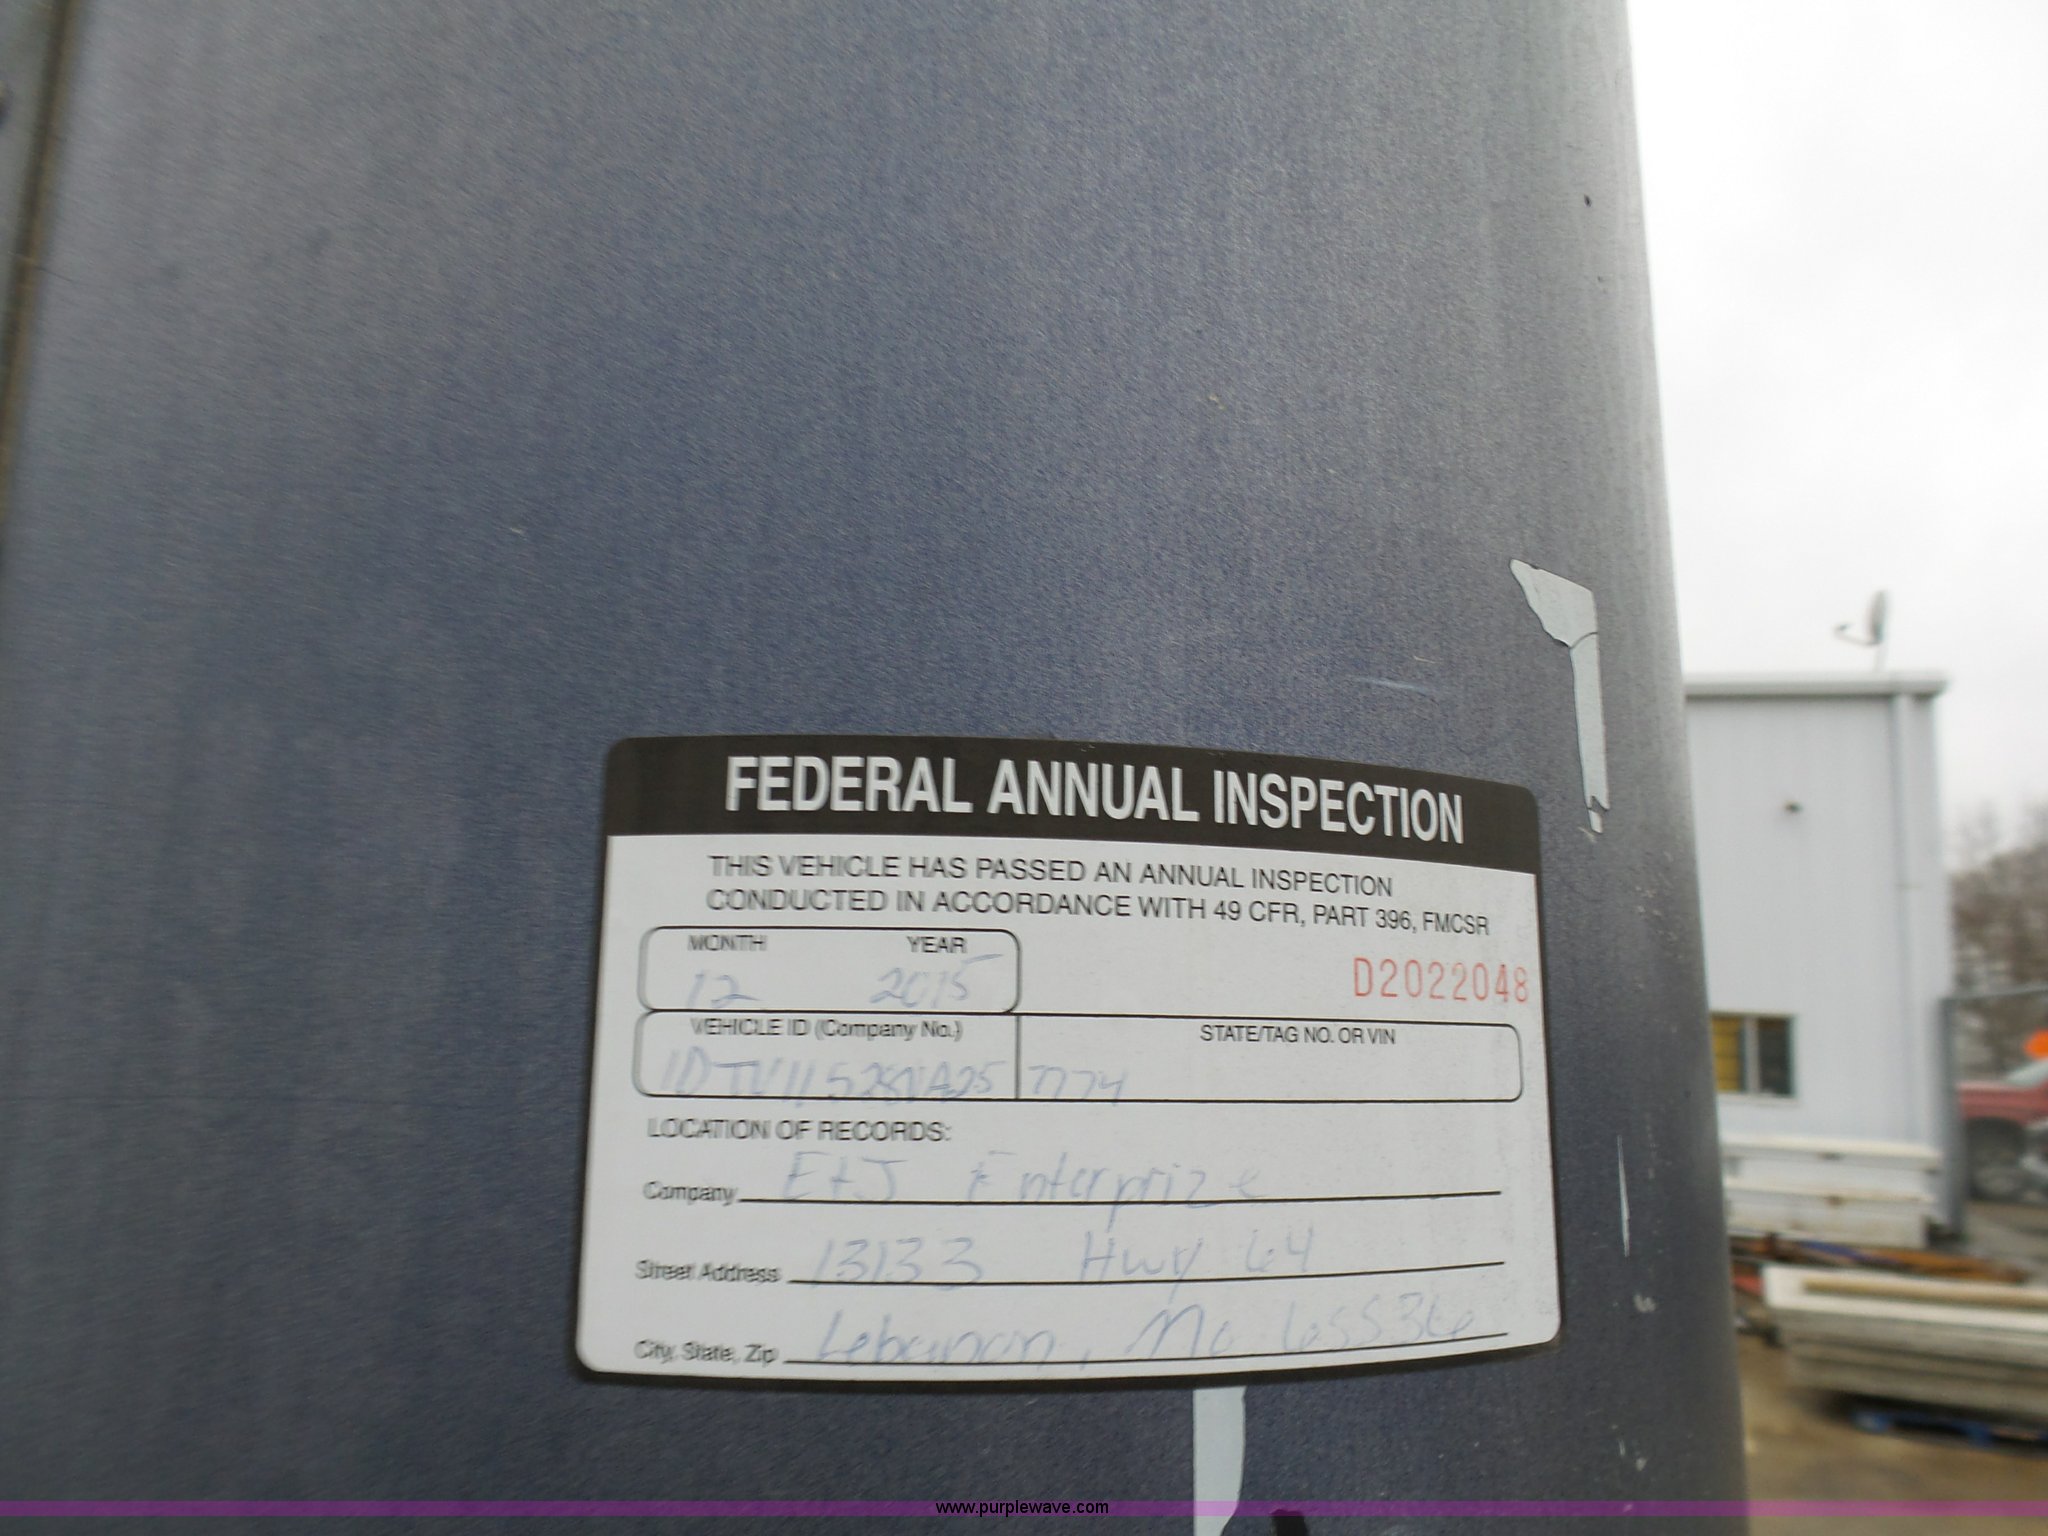 FEDERAL ANNUAL INSPECTION
THIS VEHICLE HAS PASSED AN ANNUAL INSPECTION
CONDUCTED IN ACCORDANCE WITH 49 CFR, PART 396, FMCSR
MONTH YEAR
12 2015
D2022048
VEHICLE ID (Company No.) STATE/TAG NO. OR VIN
1DTV11528VA25 7774
LOCATION OF RECORDS:
Company E+J Enterprize
Street Address 13133 Hwy 64
City, State, Zip Lebanon, Mo 65536
www.purplewave.com